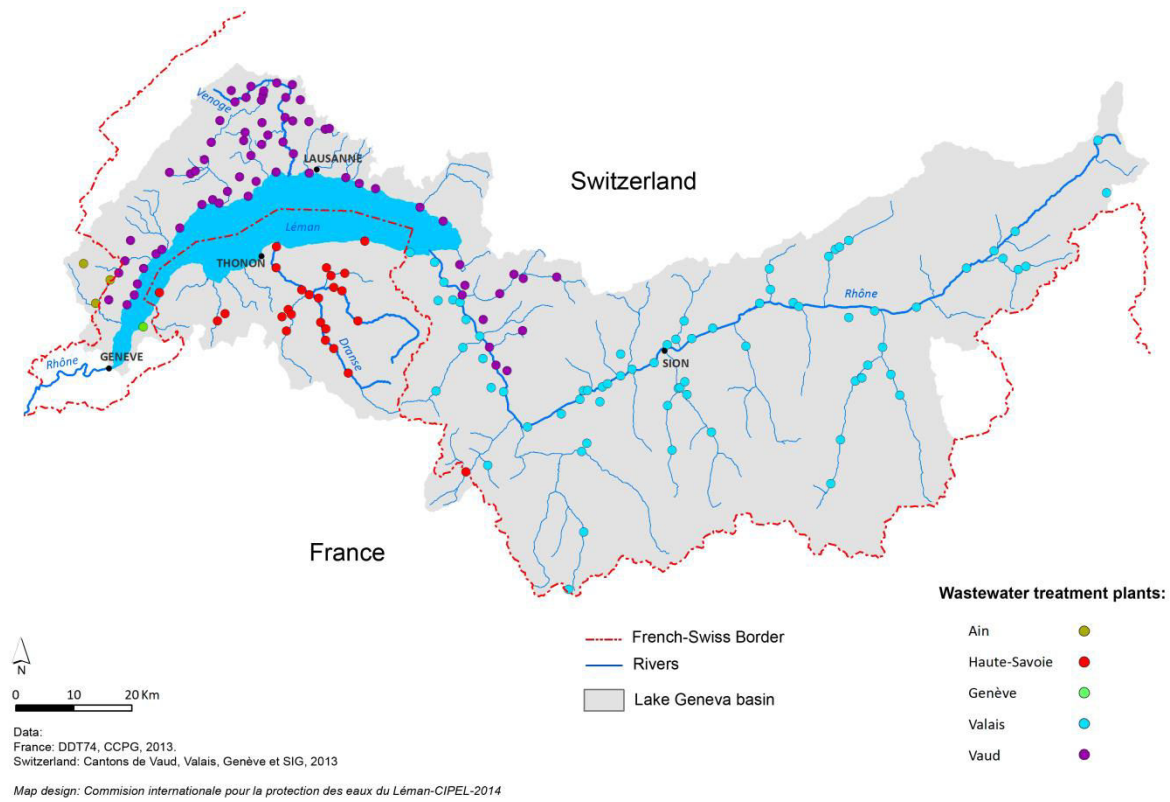 Venoge
LAUSANNE
Switzerland
Léman
THONON
Rhône
GENEVE
Rhône
Dranse
SION
France
Wastewater treatment plants:
Ain
Haute-Savoie
Genève
Valais
Vaud
French-Swiss Border
Rivers
Lake Geneva basin
N
0 10 20 Km
Data:
France: DDT74, CCPG, 2013.
Switzerland: Cantons de Vaud, Valais, Genève et SIG, 2013
Map design: Commision internationale pour la protection des eaux du Léman-CIPEL-2014